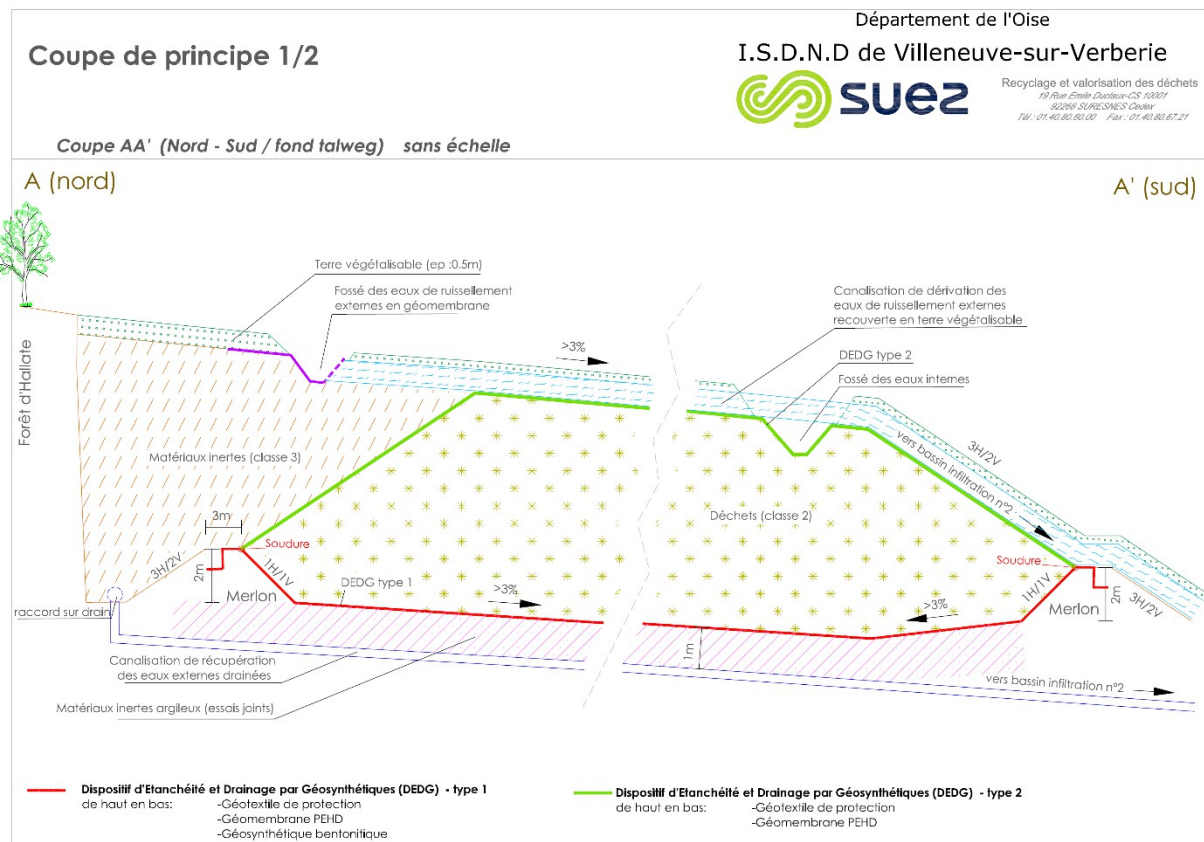 Coupe de principe 1/2
Département de l'Oise
I.S.D.N.D de Villeneuve-sur-Verberie
suez
Recyclage et valorisation des déchets
19 Rue Emile Duclaux-CS 10001
92268 SURESNES Cedex
Tél : 01.40.80.60.00 Fax : 01.40.80.67.21
Coupe AA' (Nord - Sud / fond talweg) sans échelle
A (nord)
A' (sud)
Terre végétalisable (ep :0.5m)
Fossé des eaux de ruissellement
externes en géomembrane
Canalisation de dérivation des
eaux de ruissellement externes
recouverte en terre végétalisable
>3%
DEDG type 2
Fossé des eaux internes
Forêt d'Hallate
Matériaux inertes (classe 3)
3H/2V
vers bassin infiltration n°2
Déchets (classe 2)
3m
Soudure
Soudure
3H/2V
2m
1H/1V
DEDG type 1
>3%
>3%
1H/1V
2m
Merlon
Merlon
3H/2V
raccord sur drain
1m
Canalisation de récupération
des eaux externes drainées
vers bassin infiltration n°2
Matériaux inertes argileux (essais joints)
Dispositif d'Etanchéité et Drainage par Géosynthétiques (DEDG) - type 1
de haut en bas: -Géotextile de protection
-Géomembrane PEHD
-Géosynthétique bentonitique
Dispositif d'Etanchéité et Drainage par Géosynthétiques (DEDG) - type 2
de haut en bas: -Géotextile de protection
-Géomembrane PEHD